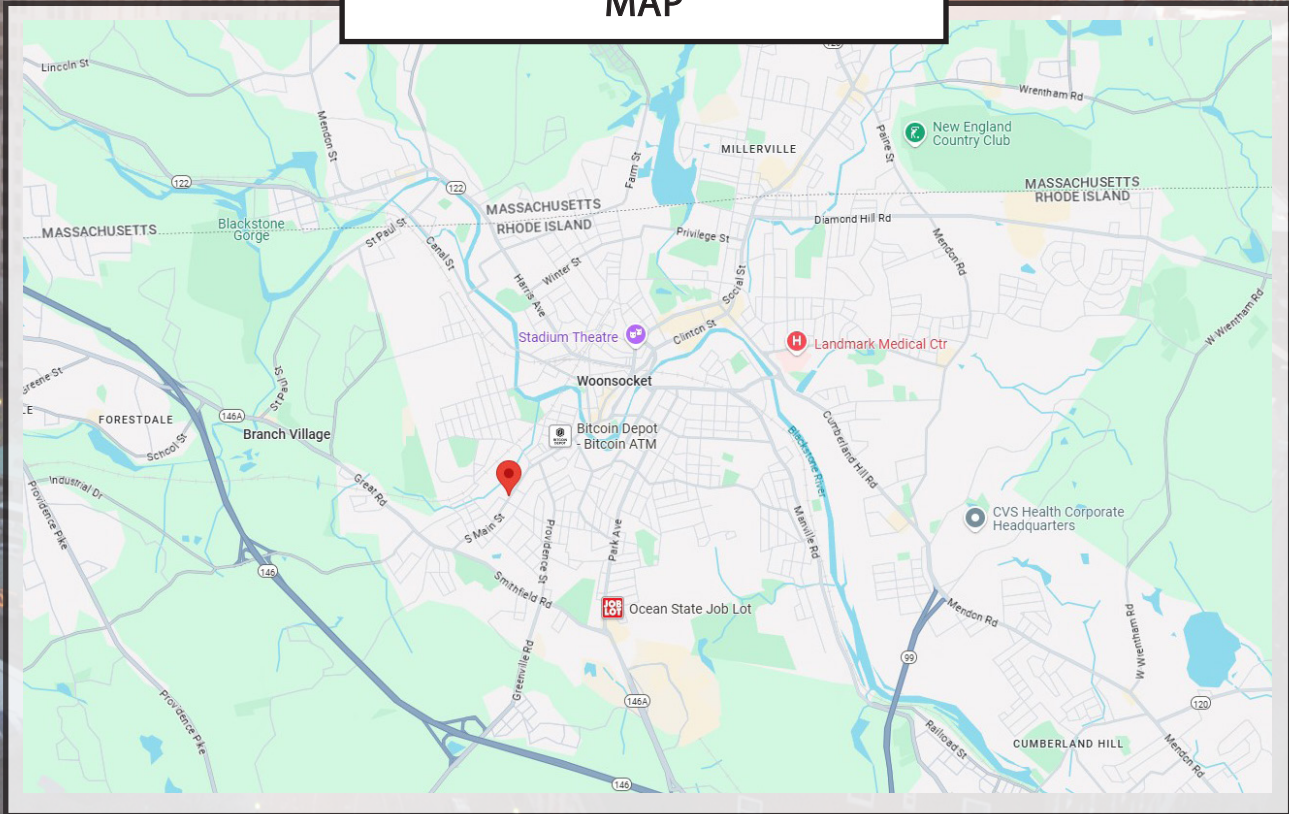 MAP
Lincoln St
Mendon St
Wrentham Rd
Paine St
New England
Country Club
MILLERVILLE
Farm St
122
122
MASSACHUSETTS
RHODE ISLAND
MASSACHUSETTS
RHODE ISLAND
MASSACHUSETTS
Blackstone
Gorge
St Paul St
Canal St
Privilege St
Diamond Hill Rd
Mendon Rd
Winter St
Harris Ave
Social St
W Wrentham Rd
Stadium Theatre
Clinton St
H
Landmark Medical Ctr
Woonsocket
Greene St
St Paul St
LE
FORESTDALE
146A
Branch Village
School St
BITCOIN
DEPOT
Bitcoin Depot
- Bitcoin ATM
Cumberland Hill Rd
Blackstone River
Industrial Dr
Providence Pike
Great Rd
S Main St
Providence St
Park Ave
Manville Rd
CVS Health Corporate
Headquarters
146
Smithfield Rd
JOB
LOT
Ocean State Job Lot
Mendon Rd
W Wrentham Rd
99
Greenville Rd
Providence Pike
146A
120
Railroad St
CUMBERLAND HILL
Mendon Rd
146